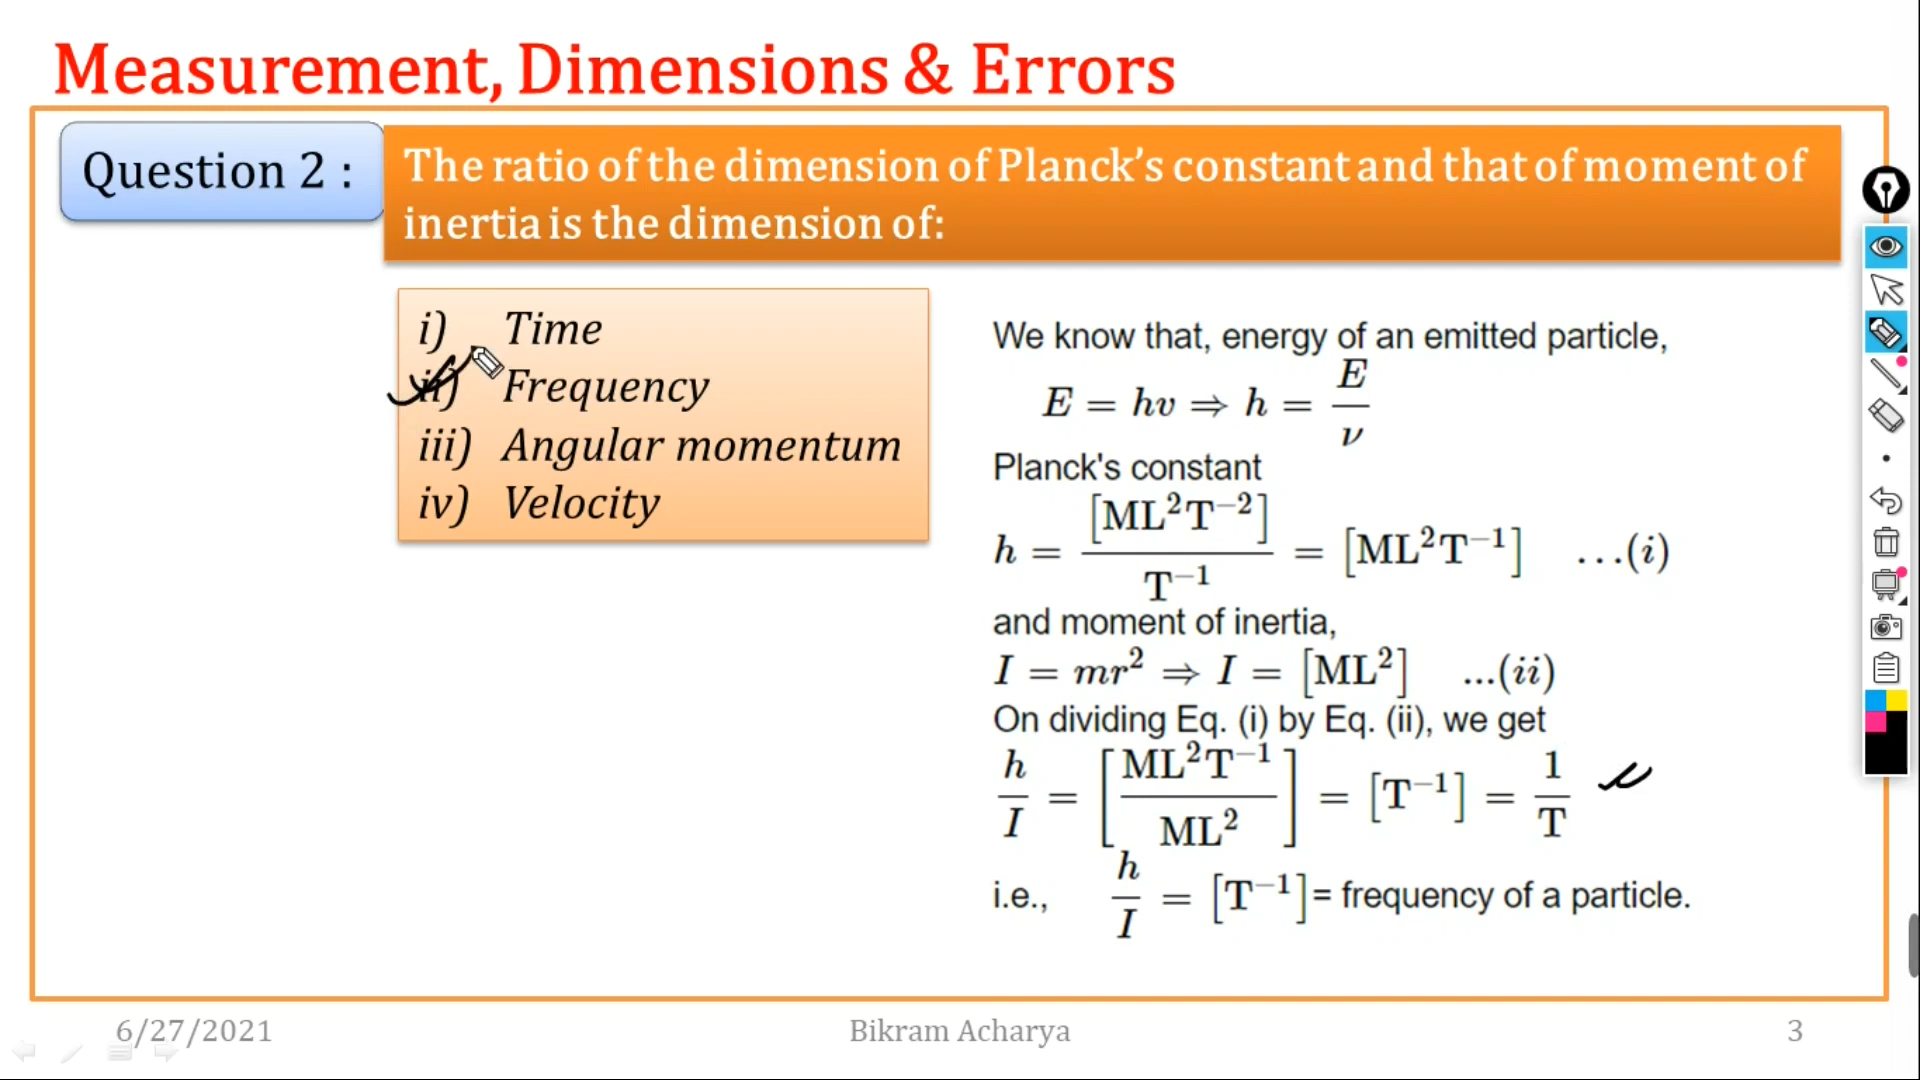 Measurement, Dimensions & Errors
Question 2 :
The ratio of the dimension of Planck's constant and that of moment of
inertia is the dimension of:
i) Time
ii) Frequency
iii) Angular momentum
iv) Velocity
We know that, energy of an emitted particle,
E = hν ⇒ h = E/ν
Planck's constant
h = [ML²T⁻²]/T⁻¹ = [ML²T⁻¹] ...(i)
and moment of inertia,
I = mr² ⇒ I = [ML²] ...(ii)
On dividing Eq. (i) by Eq. (ii), we get
h/I = [ML²T⁻¹/ML²] = [T⁻¹] = 1/T
i.e., h/I = [T⁻¹]= frequency of a particle.
6/27/2021
Bikram Acharya
3